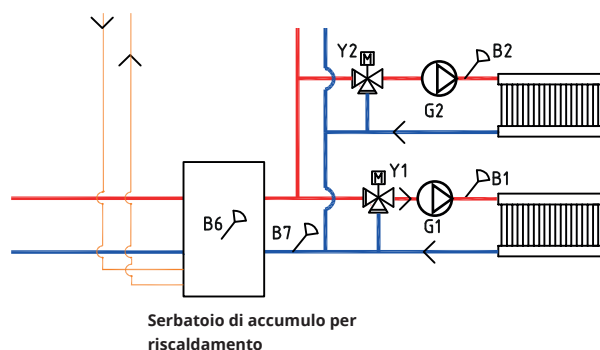 Y2
M
B2
G2
M
Y1
B1
G1
B6
B7
Serbatoio di accumulo per
riscaldamento